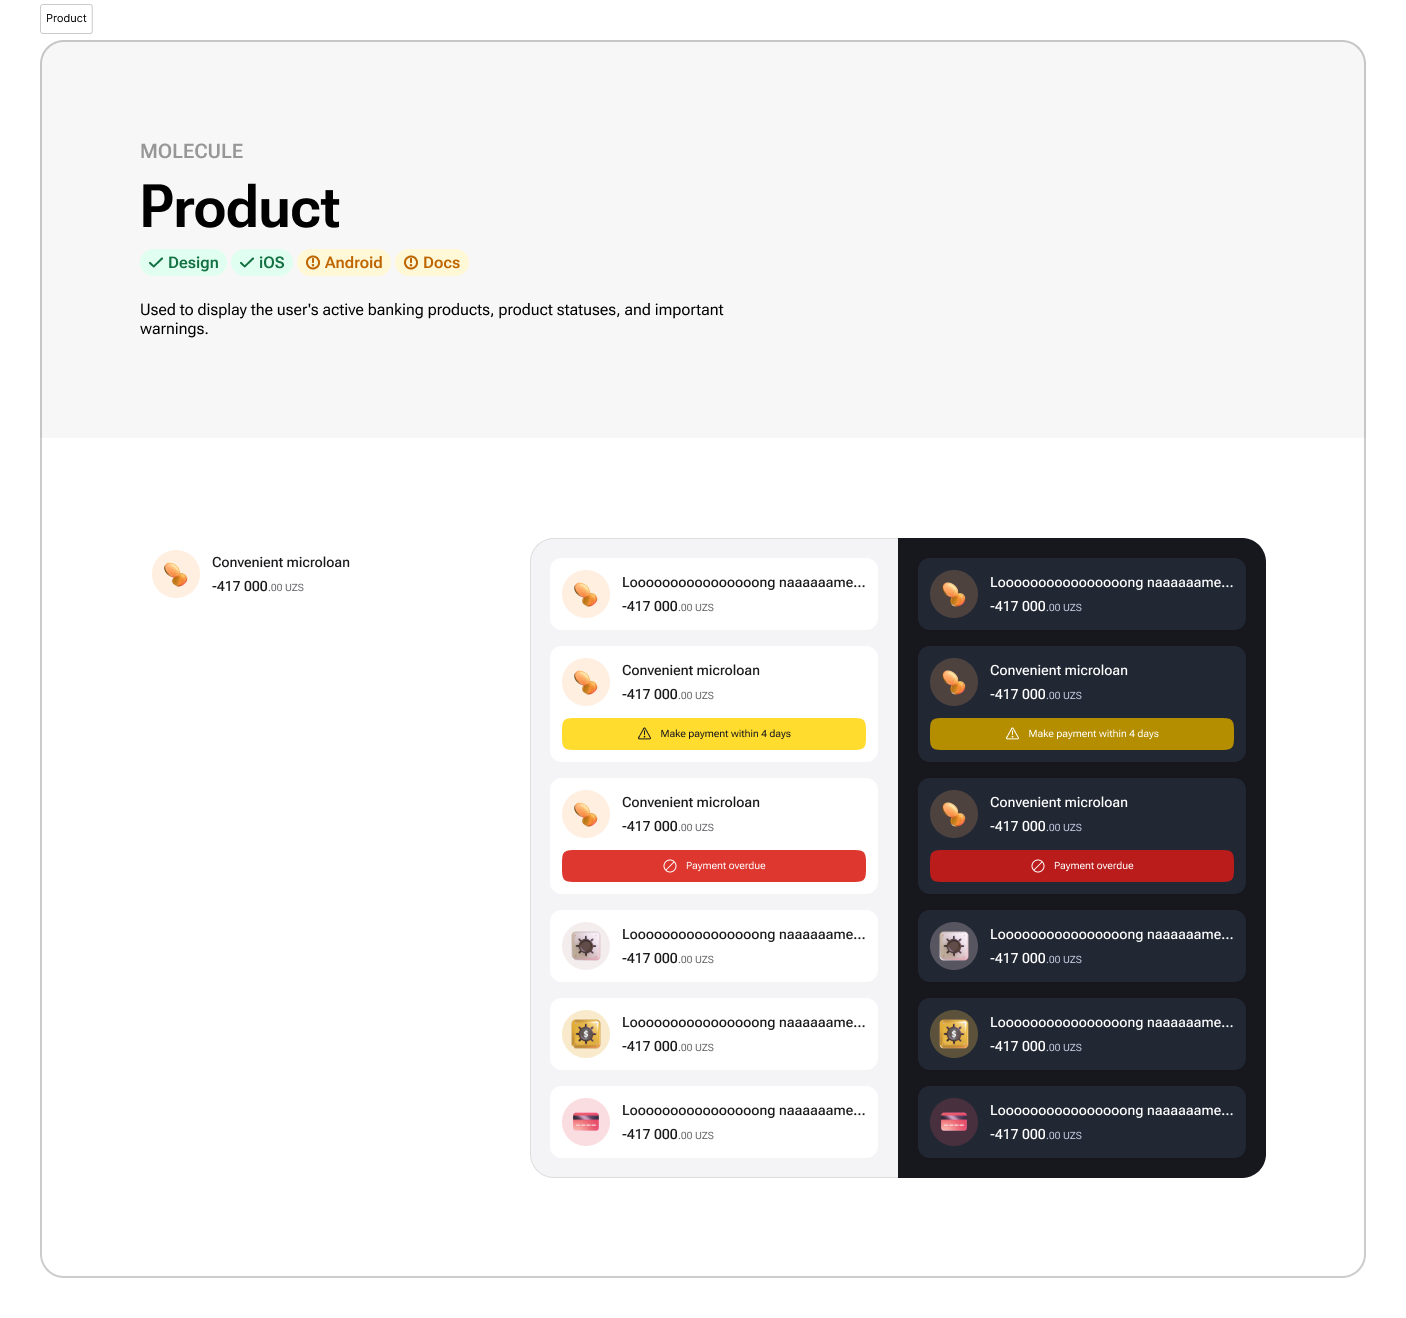 Product
MOLECULE
Product
Design iOS Android Docs
Used to display the user's active banking products, product statuses, and important
warnings.
Convenient microloan
-417 000.00 UZS
Looooooooooooooooong naaaaaame...
-417 000.00 UZS
Convenient microloan
-417 000.00 UZS
Make payment within 4 days
Convenient microloan
-417 000.00 UZS
Payment overdue
Looooooooooooooooong naaaaaame...
-417 000.00 UZS
Looooooooooooooooong naaaaaame...
-417 000.00 UZS
Looooooooooooooooong naaaaaame...
-417 000.00 UZS
Looooooooooooooooong naaaaaame...
-417 000.00 UZS
Convenient microloan
-417 000.00 UZS
Make payment within 4 days
Convenient microloan
-417 000.00 UZS
Payment overdue
Looooooooooooooooong naaaaaame...
-417 000.00 UZS
Looooooooooooooooong naaaaaame...
-417 000.00 UZS
Looooooooooooooooong naaaaaame...
-417 000.00 UZS